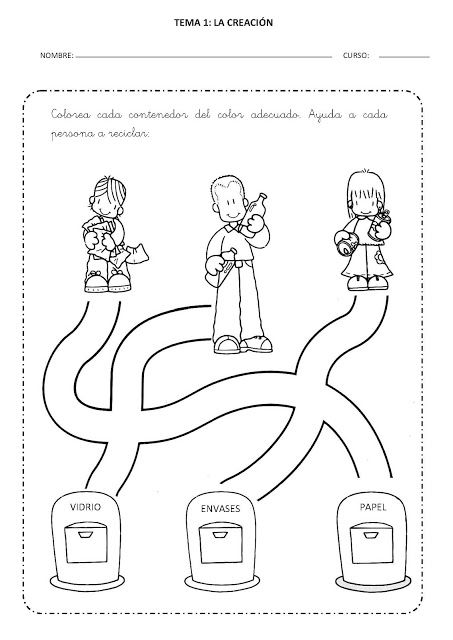 TEMA 1: LA CREACIÓN
NOMBRE: CURSO:
Colorea cada contenedor del color adecuado. Ayuda a cada
persona a reciclar:
VIDRIO ENVASES PAPEL